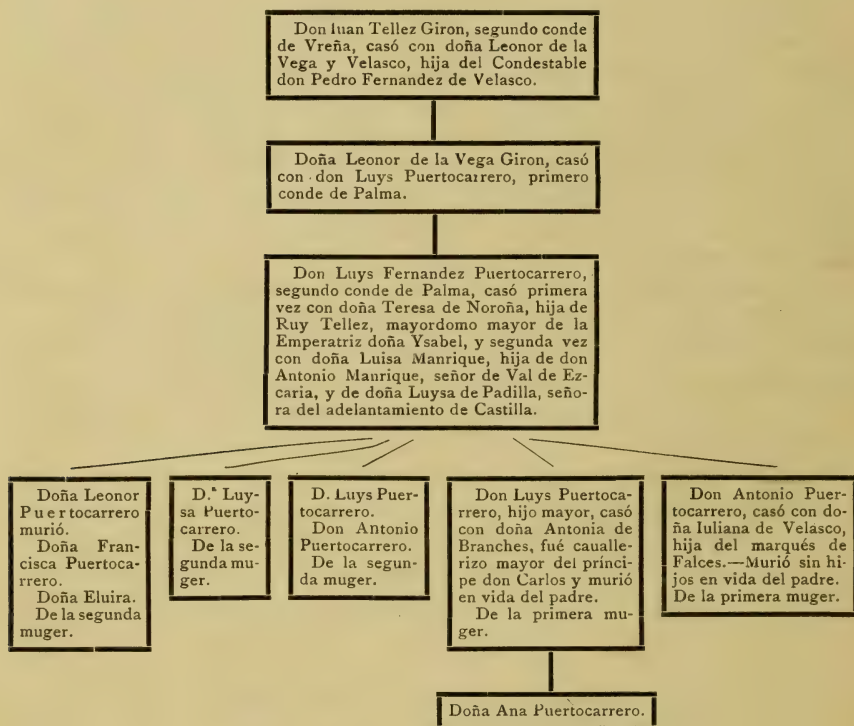 Don Iuan Tellez Giron, segundo conde
de Vreña, casó con doña Leonor de la
Vega y Velasco, hija del Condestable
don Pedro Fernandez de Velasco.
Doña Leonor de la Vega Giron, casó
con don Luys Puertocarrero, primero
conde de Palma.
Don Luys Fernandez Puertocarrero,
segundo conde de Palma, casó primera
vez con doña Teresa de Noroña, hija de
Ruy Tellez, mayordomo mayor de la
Emperatriz doña Ysabel, y segunda vez
con doña Luisa Manrique, hija de don
Antonio Manrique, señor de Val de Ez-
caria, y de doña Luysa de Padilla, seño-
ra del adelantamiento de Castilla.
Doña Leonor
Puertocarrero
murió.
Doña Fran-
cisca Puertoca-
rrero.
Doña Eluira.
De la segunda
muger.
D.ª Luy-
sa Puerto-
carrero.
De la se-
gunda mu-
ger.
D. Luys Puer-
tocarrero.
Don Antonio
Puertocarrero.
De la segun-
da muger.
Don Luys Puertoca-
rrero, hijo mayor, casó
con doña Antonia de
Branches, fué caualle-
rizo mayor del prínci-
pe don Carlos y murió
en vida del padre.
De la primera mu-
ger.
Don Antonio Puer-
tocarrero, casó con do-
ña Iuliana de Velasco,
hija del marqués de
Falces.—Murió sin hi-
jos en vida del padre.
De la primera muger.
Doña Ana Puertocarrero.